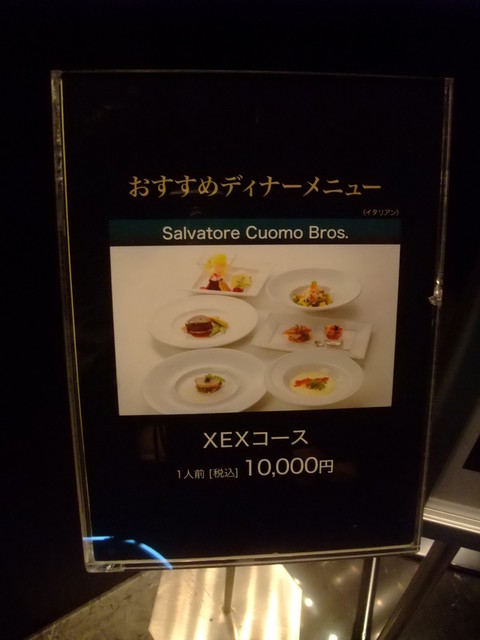 おすすめディナーメニュー
(イタリアン)
Salvatore Cuomo Bros.
XEXコース
1人前 [税込] 10,000円